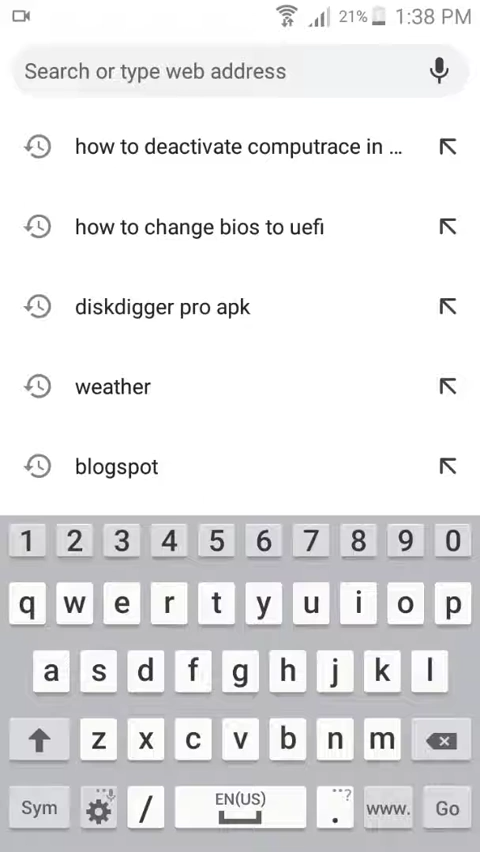 21% 1:38 PM
Search or type web address
how to deactivate computrace in ...
how to change bios to uefi
diskdigger pro apk
weather
blogspot
1 2 3 4 5 6 7 8 9 0
q w e r t y u i o p
a s d f g h j k l
z x c v b n m
Sym / EN(US) . ...? www. Go